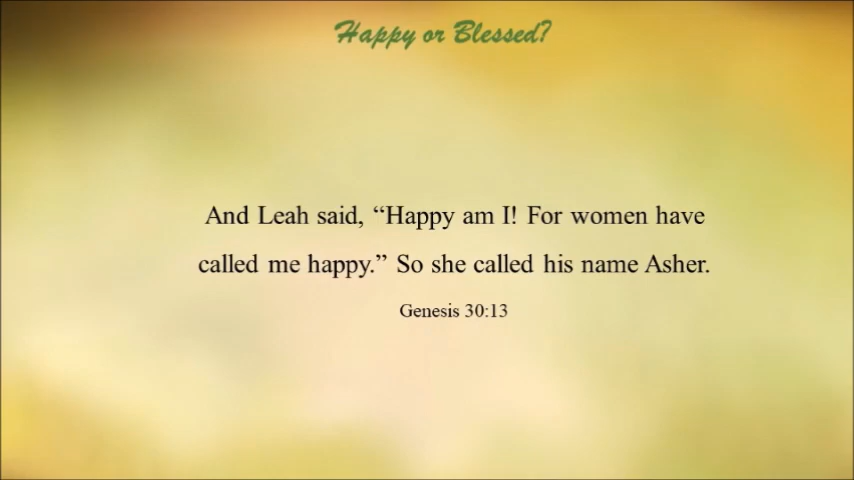 Happy or Blessed?
And Leah said, “Happy am I! For women have
called me happy.” So she called his name Asher.
Genesis 30:13